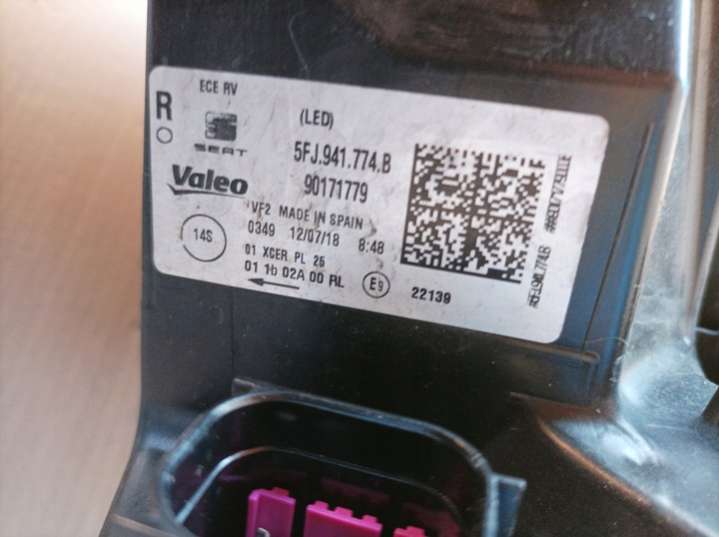 ECE RV
R
(LED)
SEAT
5FJ.941.774.B
Valeo
90171779
VF2 MADE IN SPAIN
0349 12/07/18 8:48
14S
01 XCER PL 26
01 1b 02A 00 RL
E9
22139